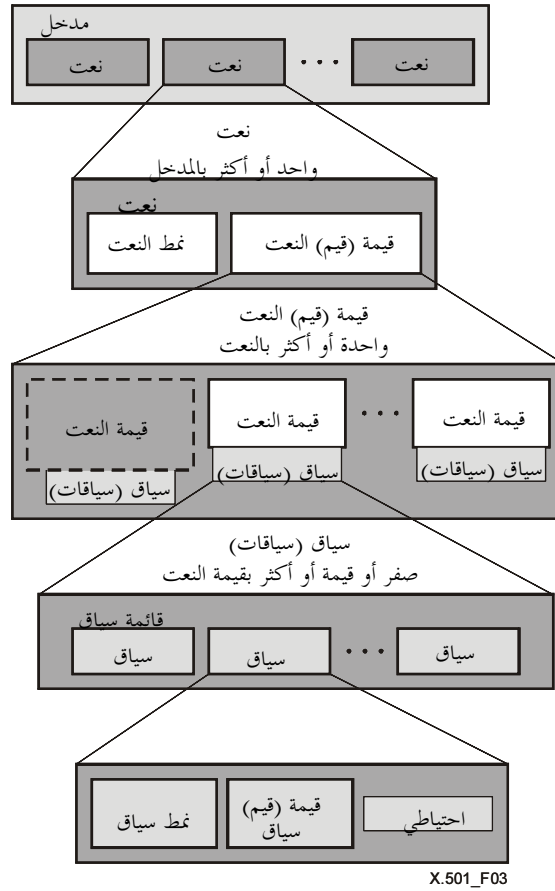 مدخل
نعت نعت ••• نعت
نعت
واحد أو أكثر بالمدخل
نعت
نمط النعت قيمة (قيم) النعت
قيمة (قيم) النعت
واحدة أو أكثر بالنعت
قيمة النعت قيمة النعت ••• قيمة النعت
سياق (سياقات) سياق (سياقات) سياق (سياقات)
سياق (سياقات)
صفر أو قيمة أو أكثر بقيمة النعت
قائمة سياق
سياق سياق ••• سياق
نمط سياق قيمة (قيم) احتياطي
سياق
X.501_F03